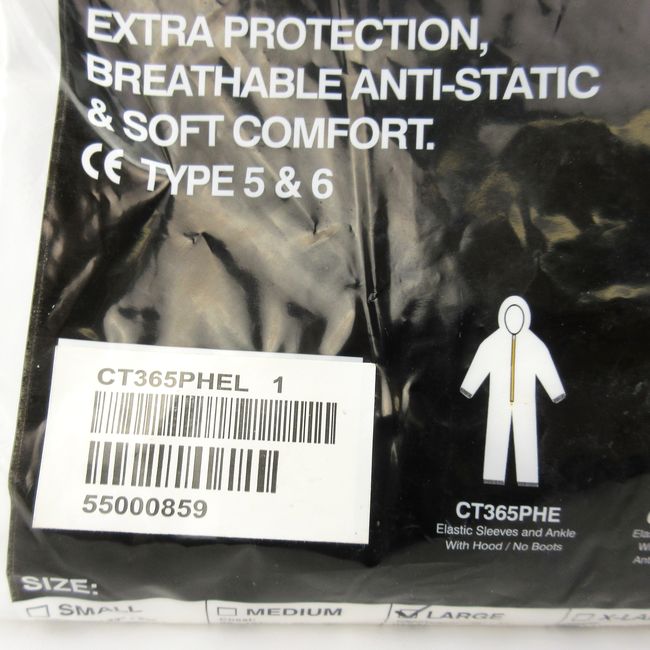 EXTRA PROTECTION,
BREATHABLE ANTI-STATIC
& SOFT COMFORT.
CE TYPE 5 & 6
CT365PHEL 1
55000859
CT365PHE
Elastic Sleeves and Ankle
With Hood / No Boots
SIZE:
SMALL
MEDIUM
LARGE